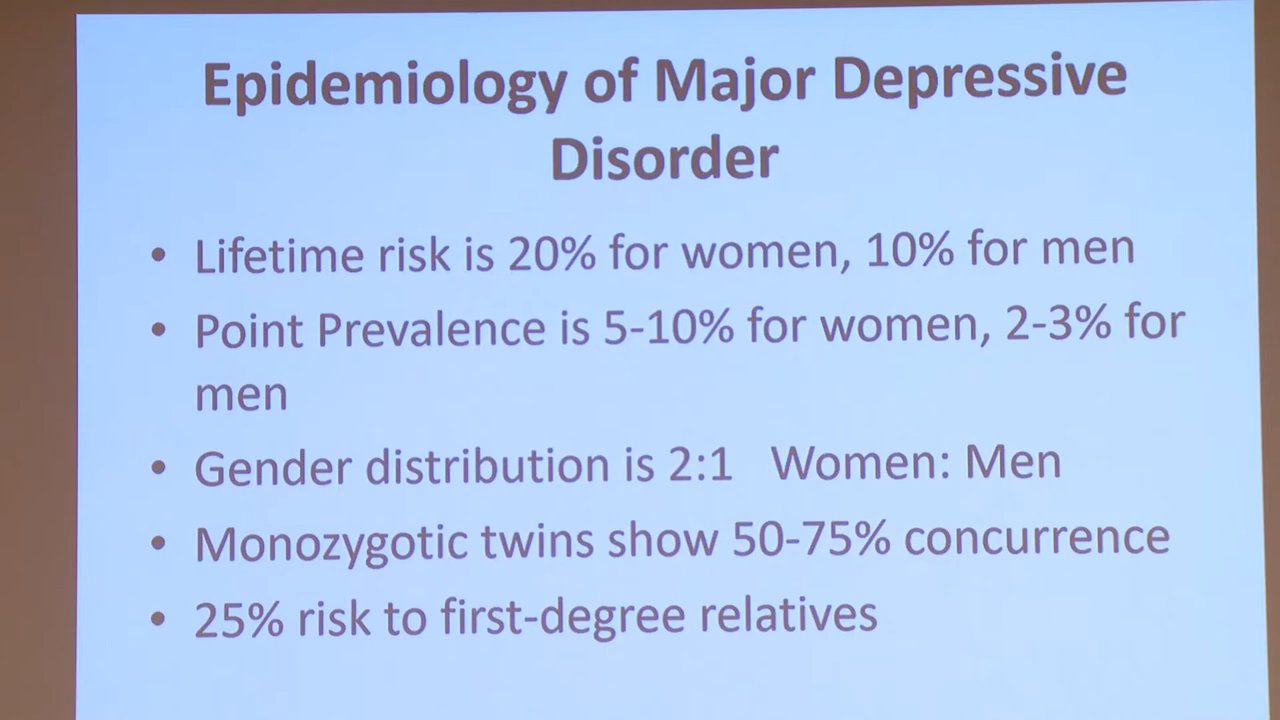 Epidemiology of Major Depressive
Disorder
• Lifetime risk is 20% for women, 10% for men
• Point Prevalence is 5-10% for women, 2-3% for
men
• Gender distribution is 2:1 Women: Men
• Monozygotic twins show 50-75% concurrence
• 25% risk to first-degree relatives